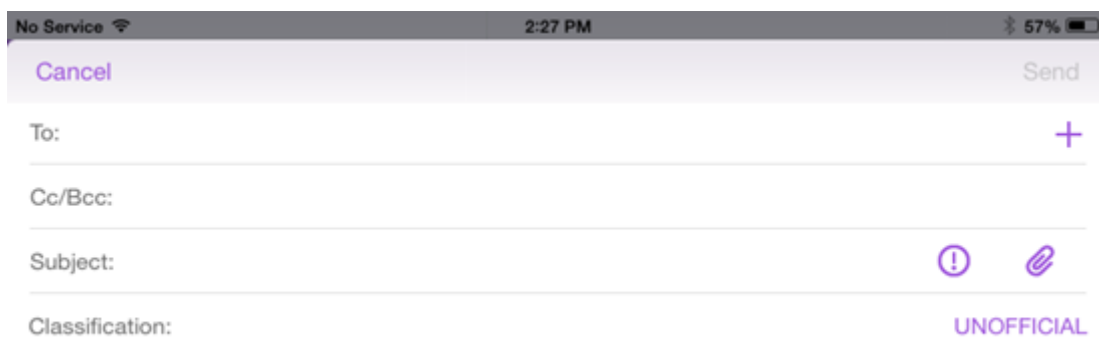 No Service 2:27 PM 57%
Cancel Send
To:
Cc/Bcc:
Subject:
Classification: UNOFFICIAL